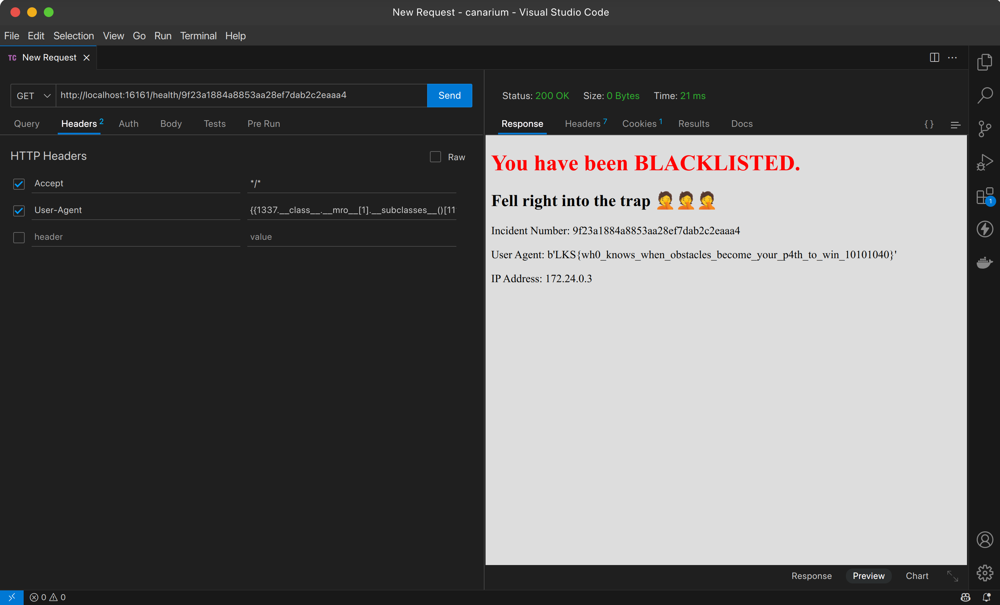 New Request - canarium - Visual Studio Code
File Edit Selection View Go Run Terminal Help
TC New Request
GET http://localhost:16161/health/9f23a1884a8853aa28ef7dab2c2eaaa4 Send
Query Headers 2 Auth Body Tests Pre Run
HTTP Headers Raw
Accept */*
User-Agent {{1337.__class__.__mro__[1].__subclasses__()[11
header value
Status: 200 OK Size: 0 Bytes Time: 21 ms
Response Headers 7 Cookies 1 Results Docs { }
You have been BLACKLISTED.
Fell right into the trap 🤦🤦🤦
Incident Number: 9f23a1884a8853aa28ef7dab2c2eaaa4
User Agent: b'LKS{wh0_knows_when_obstacles_become_your_p4th_to_win_10101040}'
IP Address: 172.24.0.3
Response Preview Chart
1
0 0